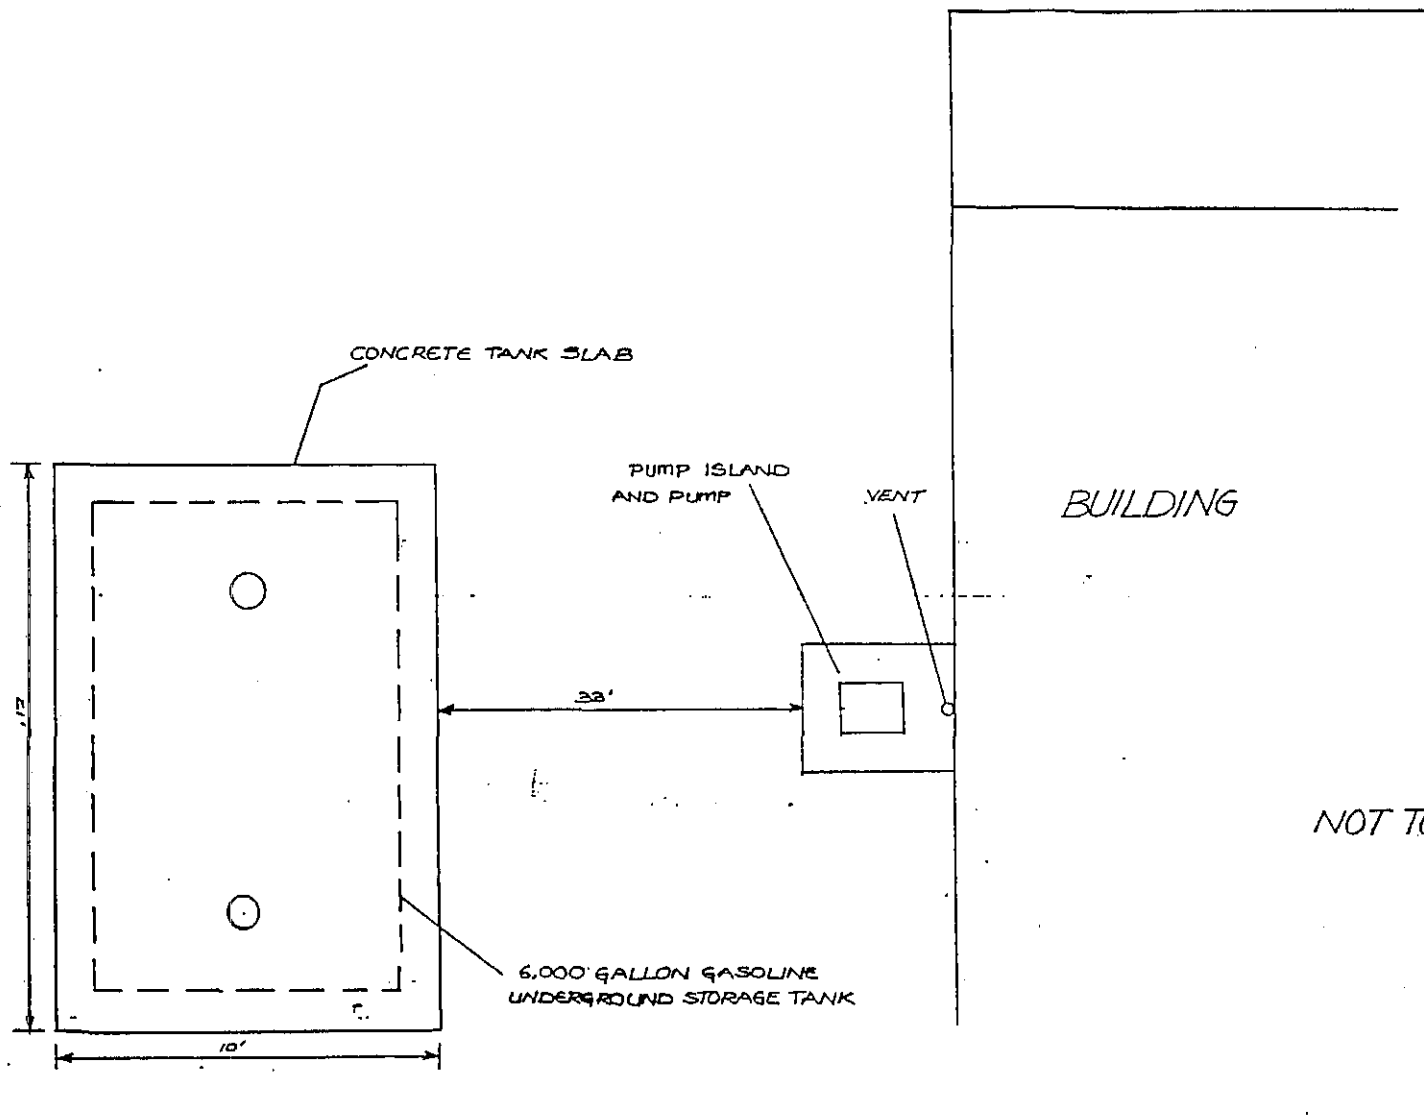 CONCRETE TANK SLAB
PUMP ISLAND
AND PUMP
VENT
BUILDING
33'
NOT TO
6,000 GALLON GASOLINE
UNDERGROUND STORAGE TANK
10'